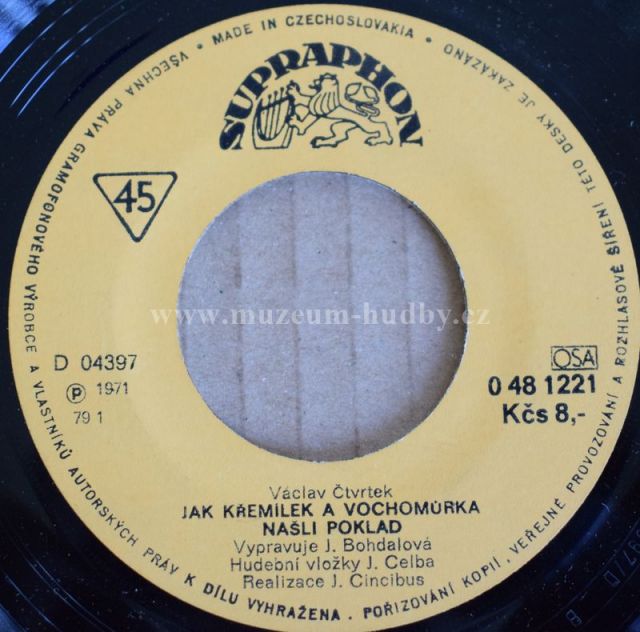 VŠECHNA PRÁVA GRAMOFONOVÉHO VÝROBCE A VLASTNÍKŮ AUTORSKÝCH PRÁV K DÍLU VYHRAŽENA . POŘIZOVÁNÍ KOPIÍ, VEŘEJNÉ PROVOZOVÁNÍ A ROZHLASOVÉ ŠÍŘENÍ TÉTO DESKY JE ZAKÁZÁNO
• MADE IN CZECHOSLOVAKIA •
SUPRAPHON
45
www.muzeum-hudby.cz
D 04397
Ⓟ 1971
79 1
OSA
0 48 1221
Kčs 8,-
Václav Čtvrtek
JAK KŘEMÍLEK A VOCHOMŮRKA
NAŠLI POKLAD
Vypravuje J. Bohdalová
Hudební vložky J. Celba
Realizace J. Cincibus